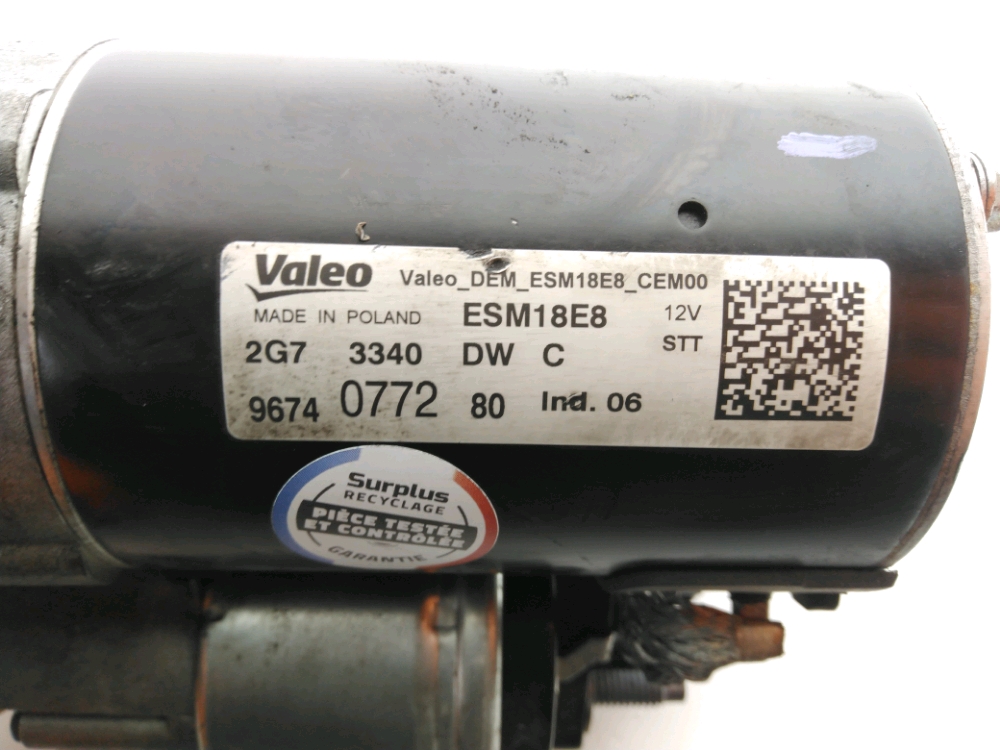 Valeo Valeo_DEM_ESM18E8_CEM00
MADE IN POLAND ESM18E8 12V
2G7 3340 DW C STT
9674 0772 80 Ind. 06
Surplus
RECYCLAGE
PIÈCE TESTÉE
ET CONTRÔLÉE
GARANTIE